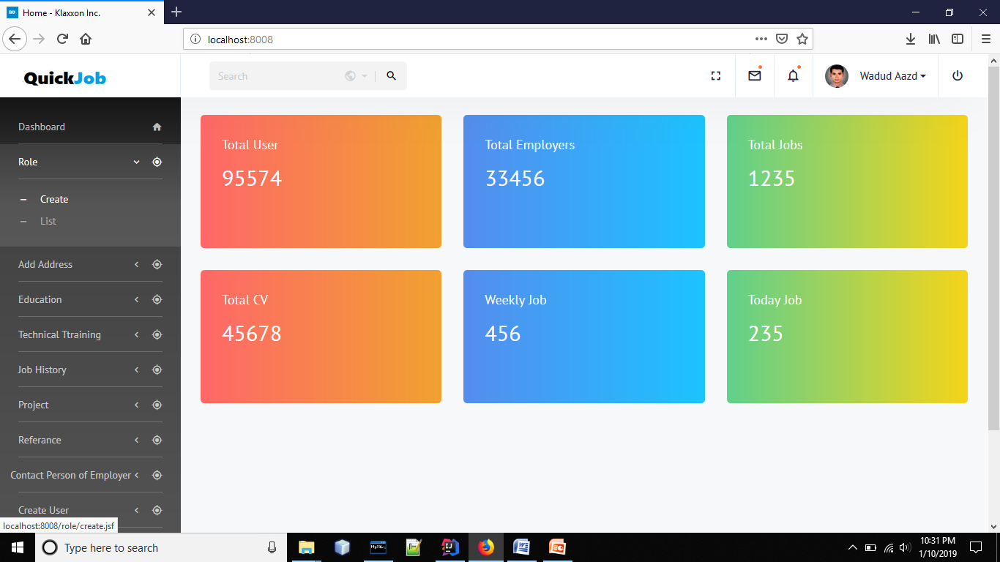 BD Home - Klaxxon Inc.
localhost:8008
QuickJob
Search
Wadud Aazd
Dashboard
Role
Create
List
Add Address
Education
Technical Ttraining
Job History
Project
Referance
Contact Person of Employer
Create User
Total User
95574
Total Employers
33456
Total Jobs
1235
Total CV
45678
Weekly Job
456
Today Job
235
localhost:8008/role/create.jsf
Type here to search
MySQL
IJ
10:31 PM
1/10/2019